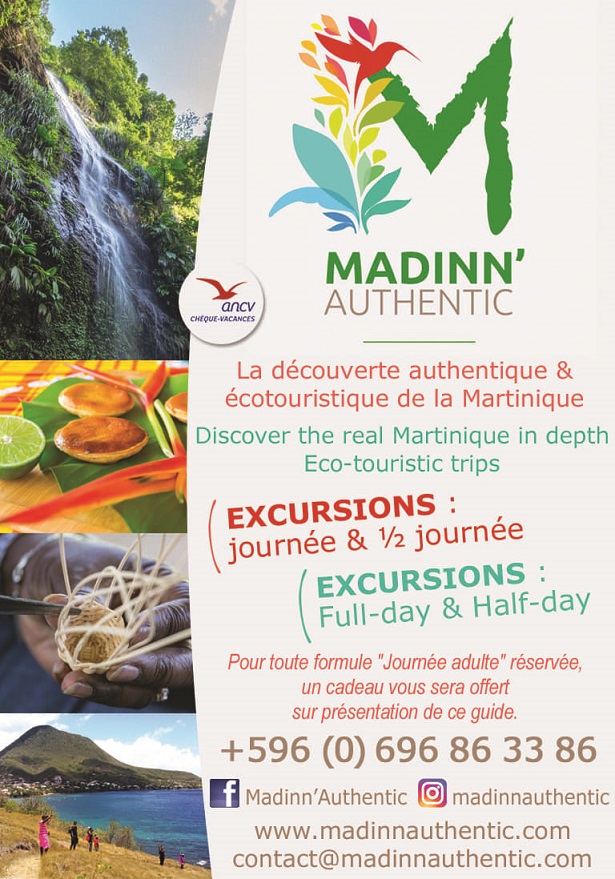 M
MADINN'
AUTHENTIC
ancv
CHÈQUE-VACANCES
La découverte authentique &
écotouristique de la Martinique
Discover the real Martinique in depth
Eco-touristic trips
EXCURSIONS :
journée & ½ journée
EXCURSIONS :
Full-day & Half-day
Pour toute formule "Journée adulte" réservée,
un cadeau vous sera offert
sur présentation de ce guide.
+596 (0) 696 86 33 86
f Madinn'Authentic madinnauthentic
www.madinnauthentic.com
contact@madinnauthentic.com